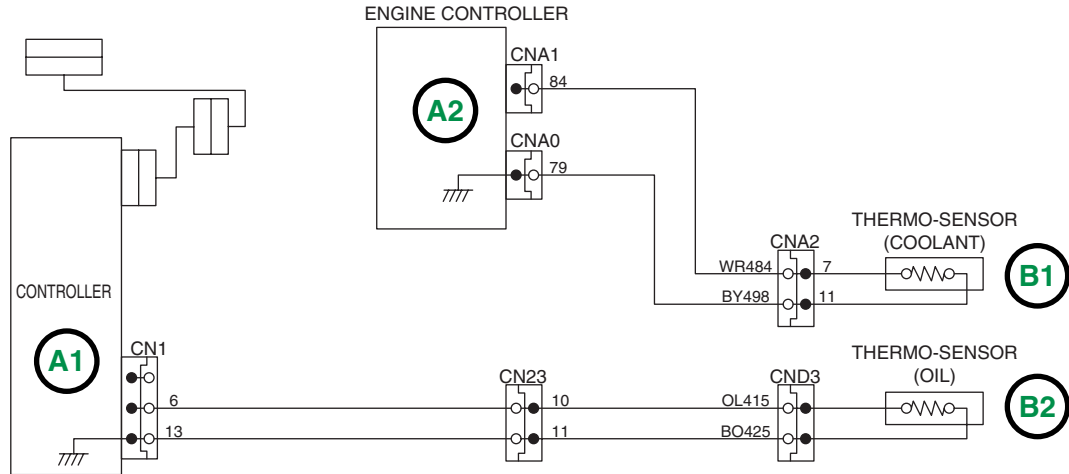 ENGINE CONTROLLER
CNA1
84
A2
CNA0
79
THERMO-SENSOR
(COOLANT)
CNA2
WR484
7
B1
BY498
11
CONTROLLER
A1
CN1
THERMO-SENSOR
(OIL)
CN23
CND3
6
10
OL415
B2
13
11
BO425